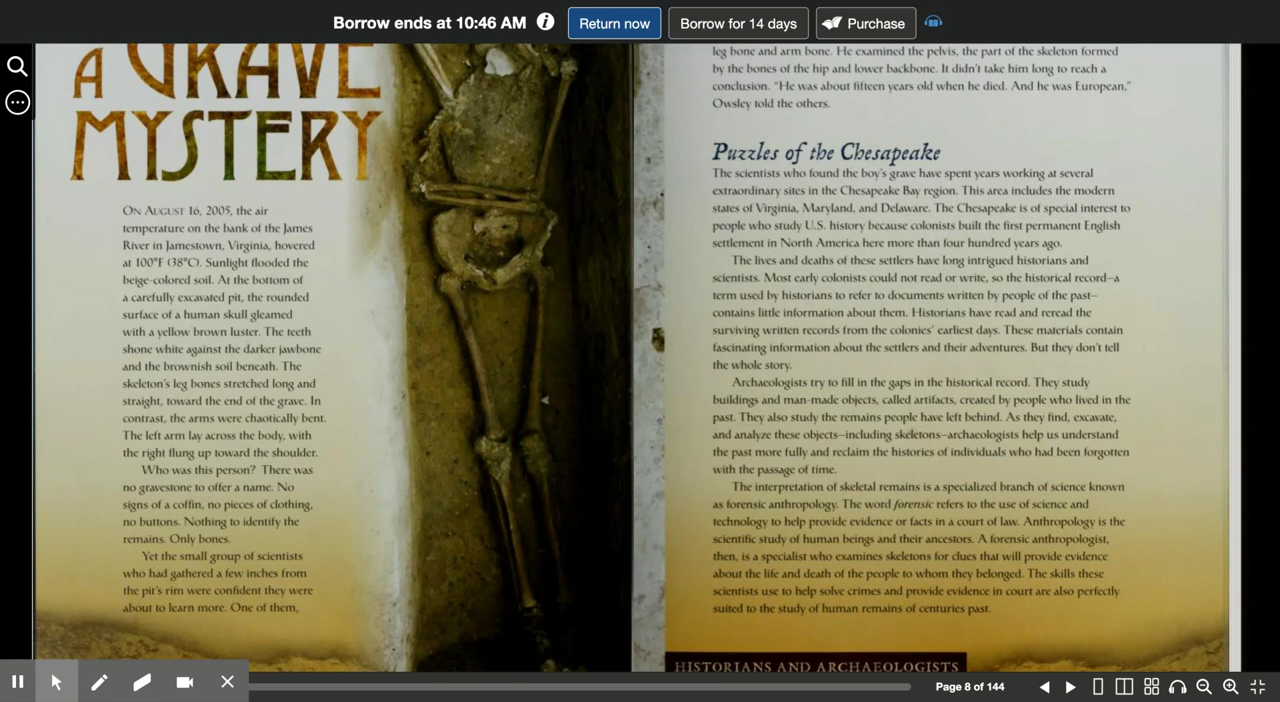 Borrow ends at 10:46 AM
Return now
Borrow for 14 days
Purchase
A GRAVE
MYSTERY
ON AUGUST 16, 2005, the air
temperature on the bank of the James
River in Jamestown, Virginia, hovered
at 100°F (38°C). Sunlight flooded the
beige-colored soil. At the bottom of
a carefully excavated pit, the rounded
surface of a human skull gleamed
with a yellow brown luster. The teeth
shone white against the darker jawbone
and the brownish soil beneath. The
skeleton's leg bones stretched long and
straight, toward the end of the grave. In
contrast, the arms were chaotically bent.
The left arm lay across the body, with
the right flung up toward the shoulder.
Who was this person? There was
no gravestone to offer a name. No
signs of a coffin, no pieces of clothing,
no buttons. Nothing to identify the
remains. Only bones.
Yet the small group of scientists
who had gathered a few inches from
the pit's rim were confident they were
about to learn more. One of them,
leg bone and arm bone. He examined the pelvis, the part of the skeleton formed
by the bones of the hip and lower backbone. It didn't take him long to reach a
conclusion. “He was about fifteen years old when he died. And he was European,”
Owsley told the others.
Puzzles of the Chesapeake
The scientists who found the boy's grave have spent years working at several
extraordinary sites in the Chesapeake Bay region. This area includes the modern
states of Virginia, Maryland, and Delaware. The Chesapeake is of special interest to
people who study U.S. history because colonists built the first permanent English
settlement in North America here more than four hundred years ago.
The lives and deaths of these settlers have long intrigued historians and
scientists. Most early colonists could not read or write, so the historical record—a
term used by historians to refer to documents written by people of the past—
contains little information about them. Historians have read and reread the
surviving written records from the colonies' earliest days. These materials contain
fascinating information about the settlers and their adventures. But they don't tell
the whole story.
Archaeologists try to fill in the gaps in the historical record. They study
buildings and man-made objects, called artifacts, created by people who lived in the
past. They also study the remains people have left behind. As they find, excavate,
and analyze these objects—including skeletons—archaeologists help us understand
the past more fully and reclaim the histories of individuals who had been forgotten
with the passage of time.
The interpretation of skeletal remains is a specialized branch of science known
as forensic anthropology. The word forensic refers to the use of science and
technology to help provide evidence or facts in a court of law. Anthropology is the
scientific study of human beings and their ancestors. A forensic anthropologist,
then, is a specialist who examines skeletons for clues that will provide evidence
about the life and death of the people to whom they belonged. The skills these
scientists use to help solve crimes and provide evidence in court are also perfectly
suited to the study of human remains of centuries past.
HISTORIANS AND ARCHAEOLOGISTS
Page 8 of 144